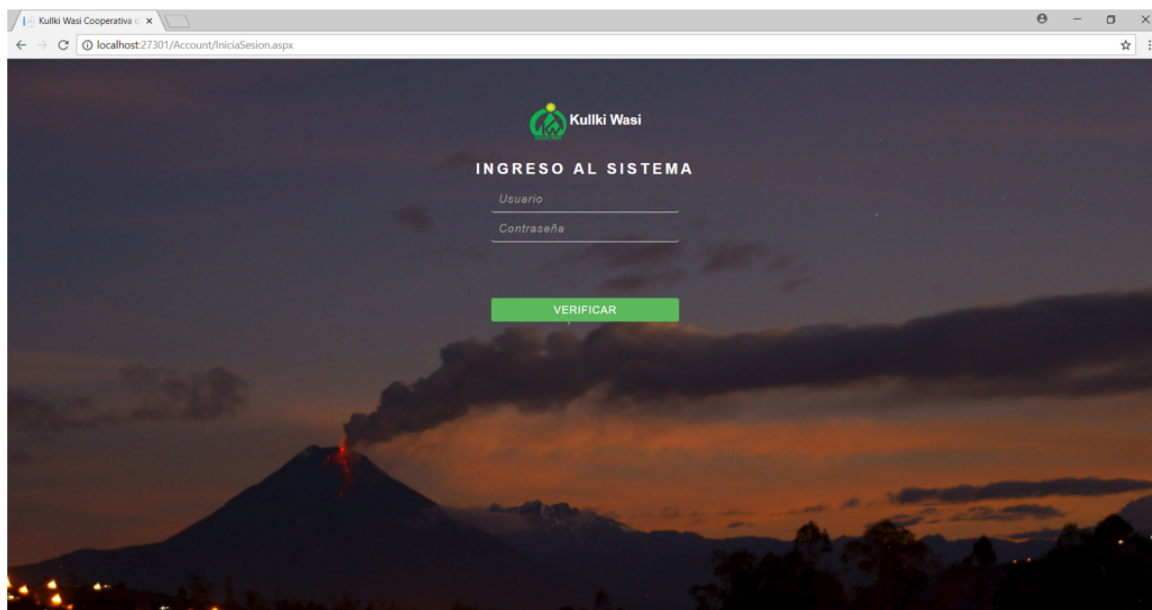 Kullki Wasi Cooperativa d
localhost:27301/Account/IniciaSesion.aspx
Kullki Wasi
INGRESO AL SISTEMA
Usuario
Contraseña
VERIFICAR